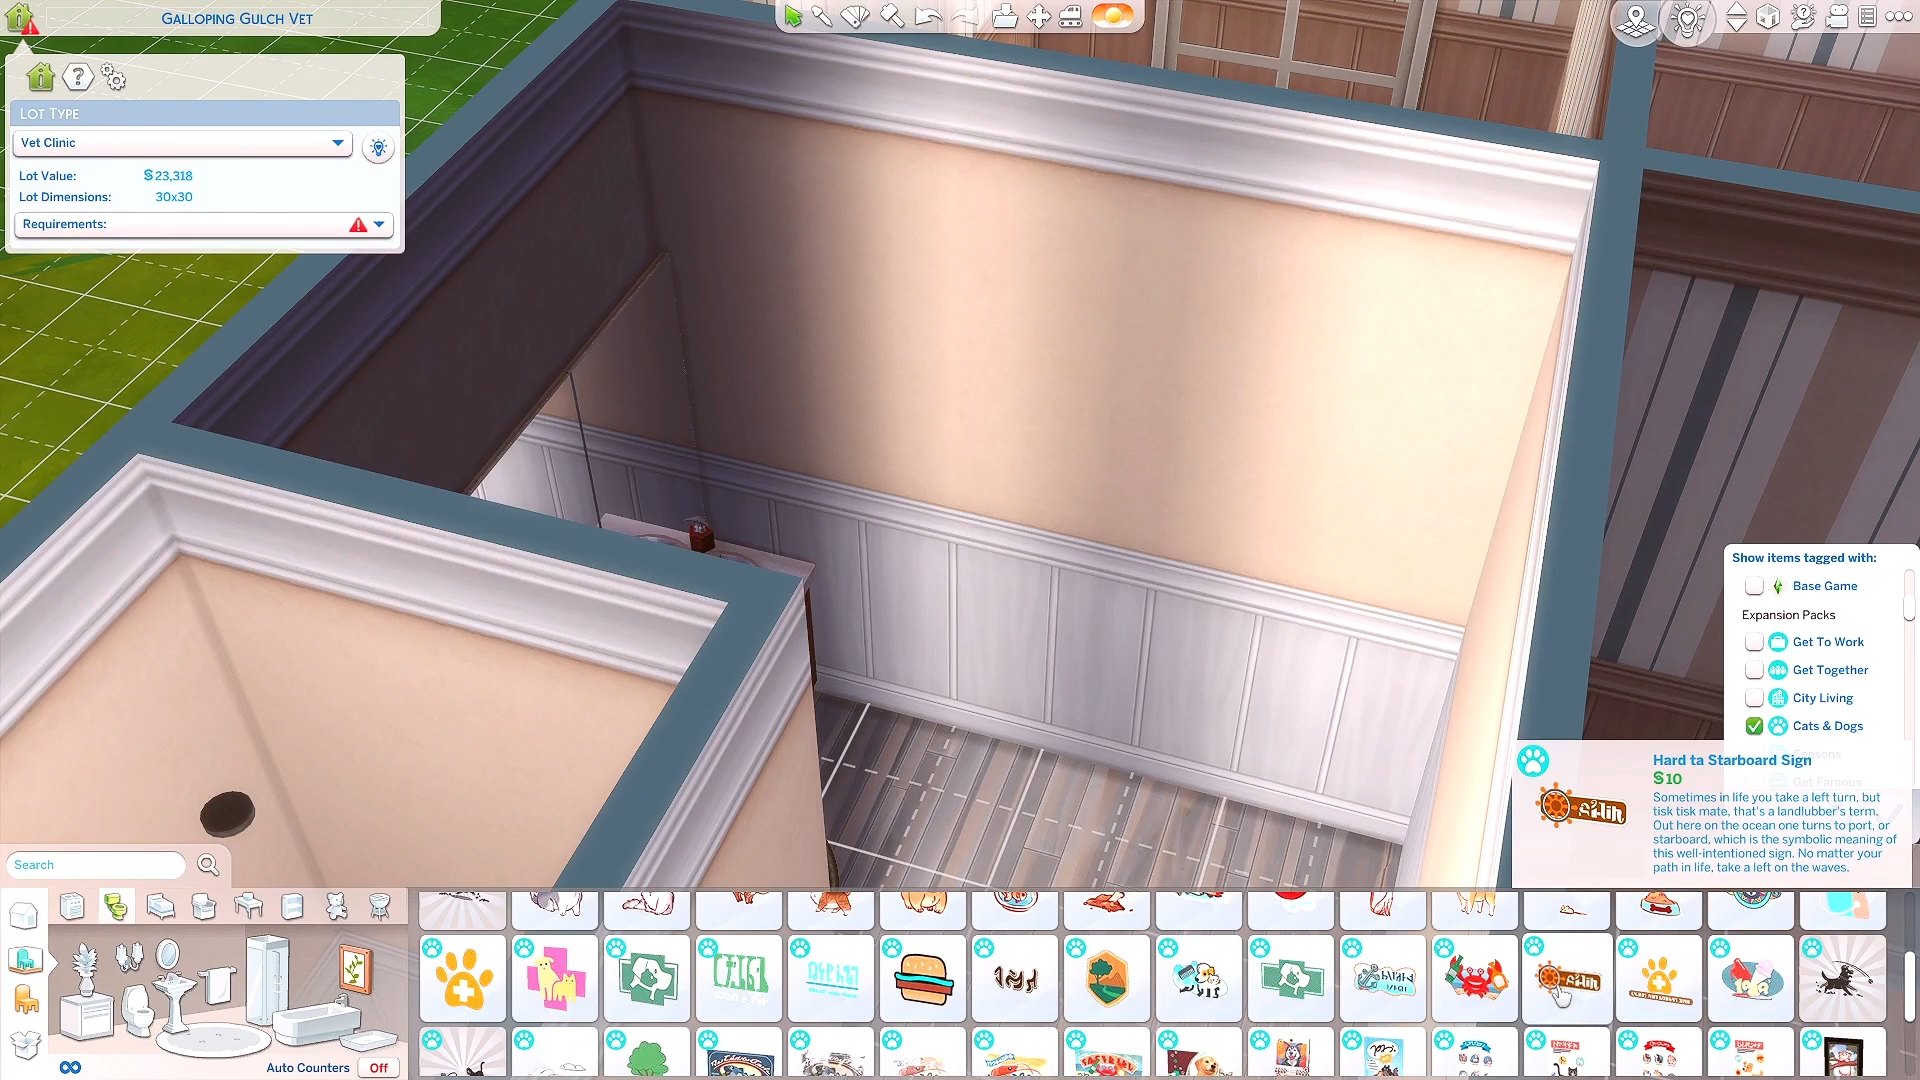 Galloping Gulch Vet
Lot Type
Vet Clinic
Lot Value: §23,318
Lot Dimensions: 30x30
Requirements:
Show items tagged with:
Base Game
Expansion Packs
Get To Work
Get Together
City Living
Cats & Dogs
Seasons
Get Famous
Hard ta Starboard Sign
§10
Sometimes in life you take a left turn, but
tisk tisk mate, that's a landlubber's term.
Out here on the ocean one turns to port, or
starboard, which is the symbolic meaning of
this well-intentioned sign. No matter your
path in life, take a left on the waves.
Search
Auto Counters Off